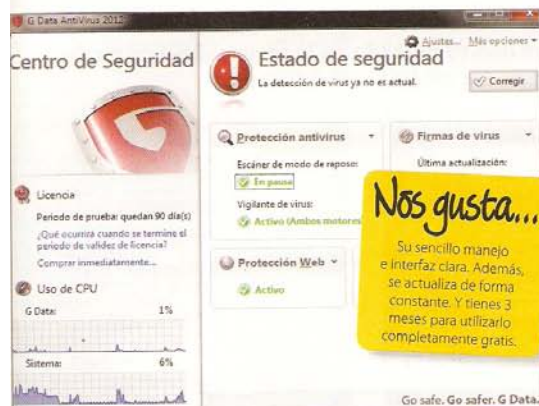 G Data AntiVirus 2012
Centro de Seguridad
Licencia
Periodo de prueba: quedan 90 día(s)
¿Qué ocurrirá cuando se termine el
periodo de validez de licencia?
Comprar inmediatamente...
Uso de CPU
G Data: 1%
Sistema: 6%
Ajustas... Más opciones
Estado de seguridad
La detección de virus ya no es actual.
Corregir
Protección antivirus
Escáner de modo de reposo:
En pausa
Vigilante de virus:
Activo (Ambos motores
Protección Web
Activo
Firmas de virus
Última actualización:
Nos gusta...
Su sencillo manejo
e interfaz clara. Además,
se actualiza de forma
constante. Y tienes 3
meses para utilizarlo
completamente gratis.
Go safe. Go safer. G Data.